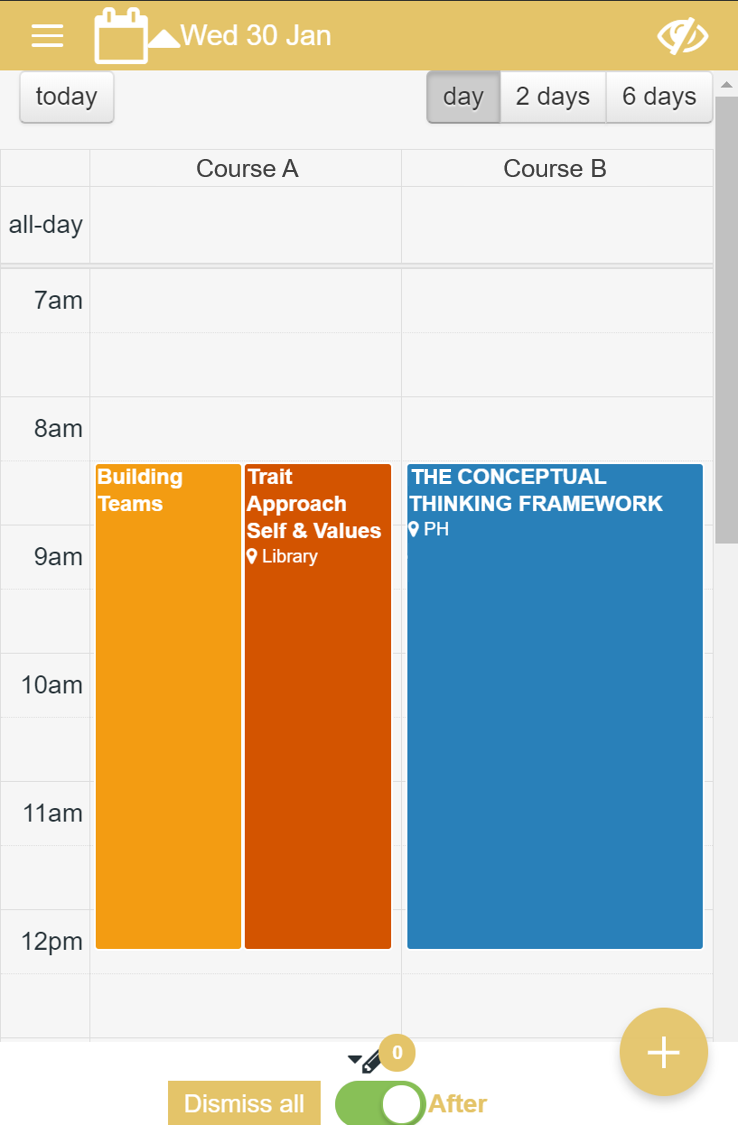 Wed 30 Jan
today
day
2 days
6 days
Course A
Course B
all-day
7am
8am
Building
Teams
Trait
Approach
Self & Values
Library
THE CONCEPTUAL
THINKING FRAMEWORK
PH
9am
10am
11am
12pm
0
Dismiss all
After